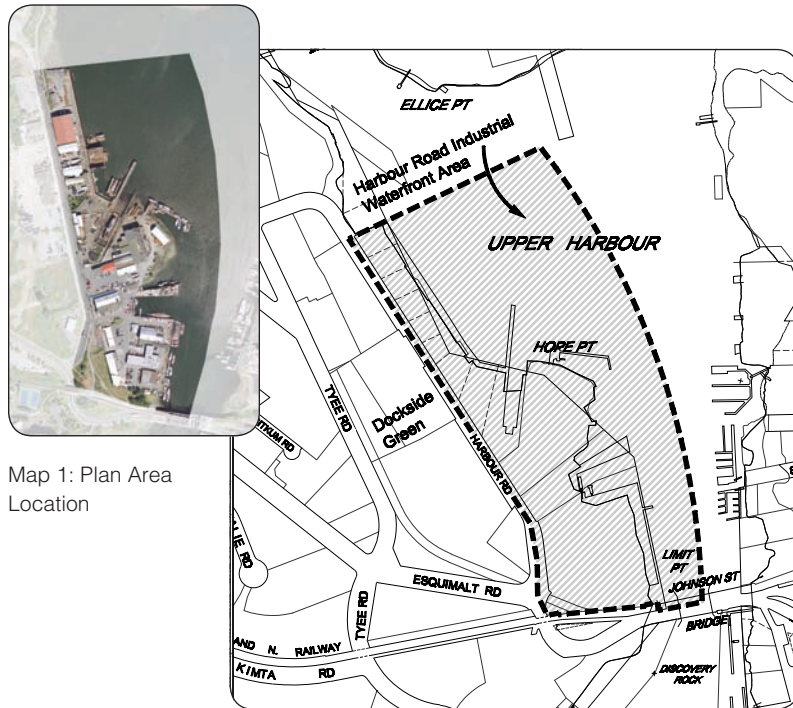 ELLICE PT
Harbour Road Industrial
Waterfront Area
UPPER HARBOUR
HOPE PT
TYEE RD
Dockside
Green
HARBOUR RD
Map 1: Plan Area
Location
LIMIT
PT
JOHNSON ST
ESQUIMALT RD
TYEE RD
BRIDGE
AND N. RAILWAY
KIMTA RD
DISCOVERY
ROCK